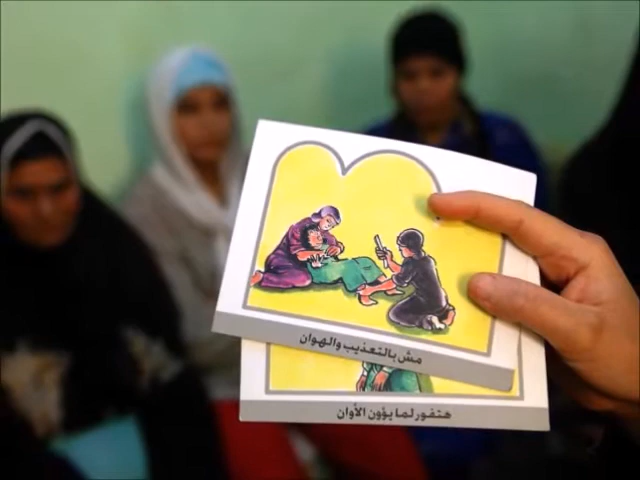 مش بالتعذيب والهوان
هتفور لما يؤون الأوان